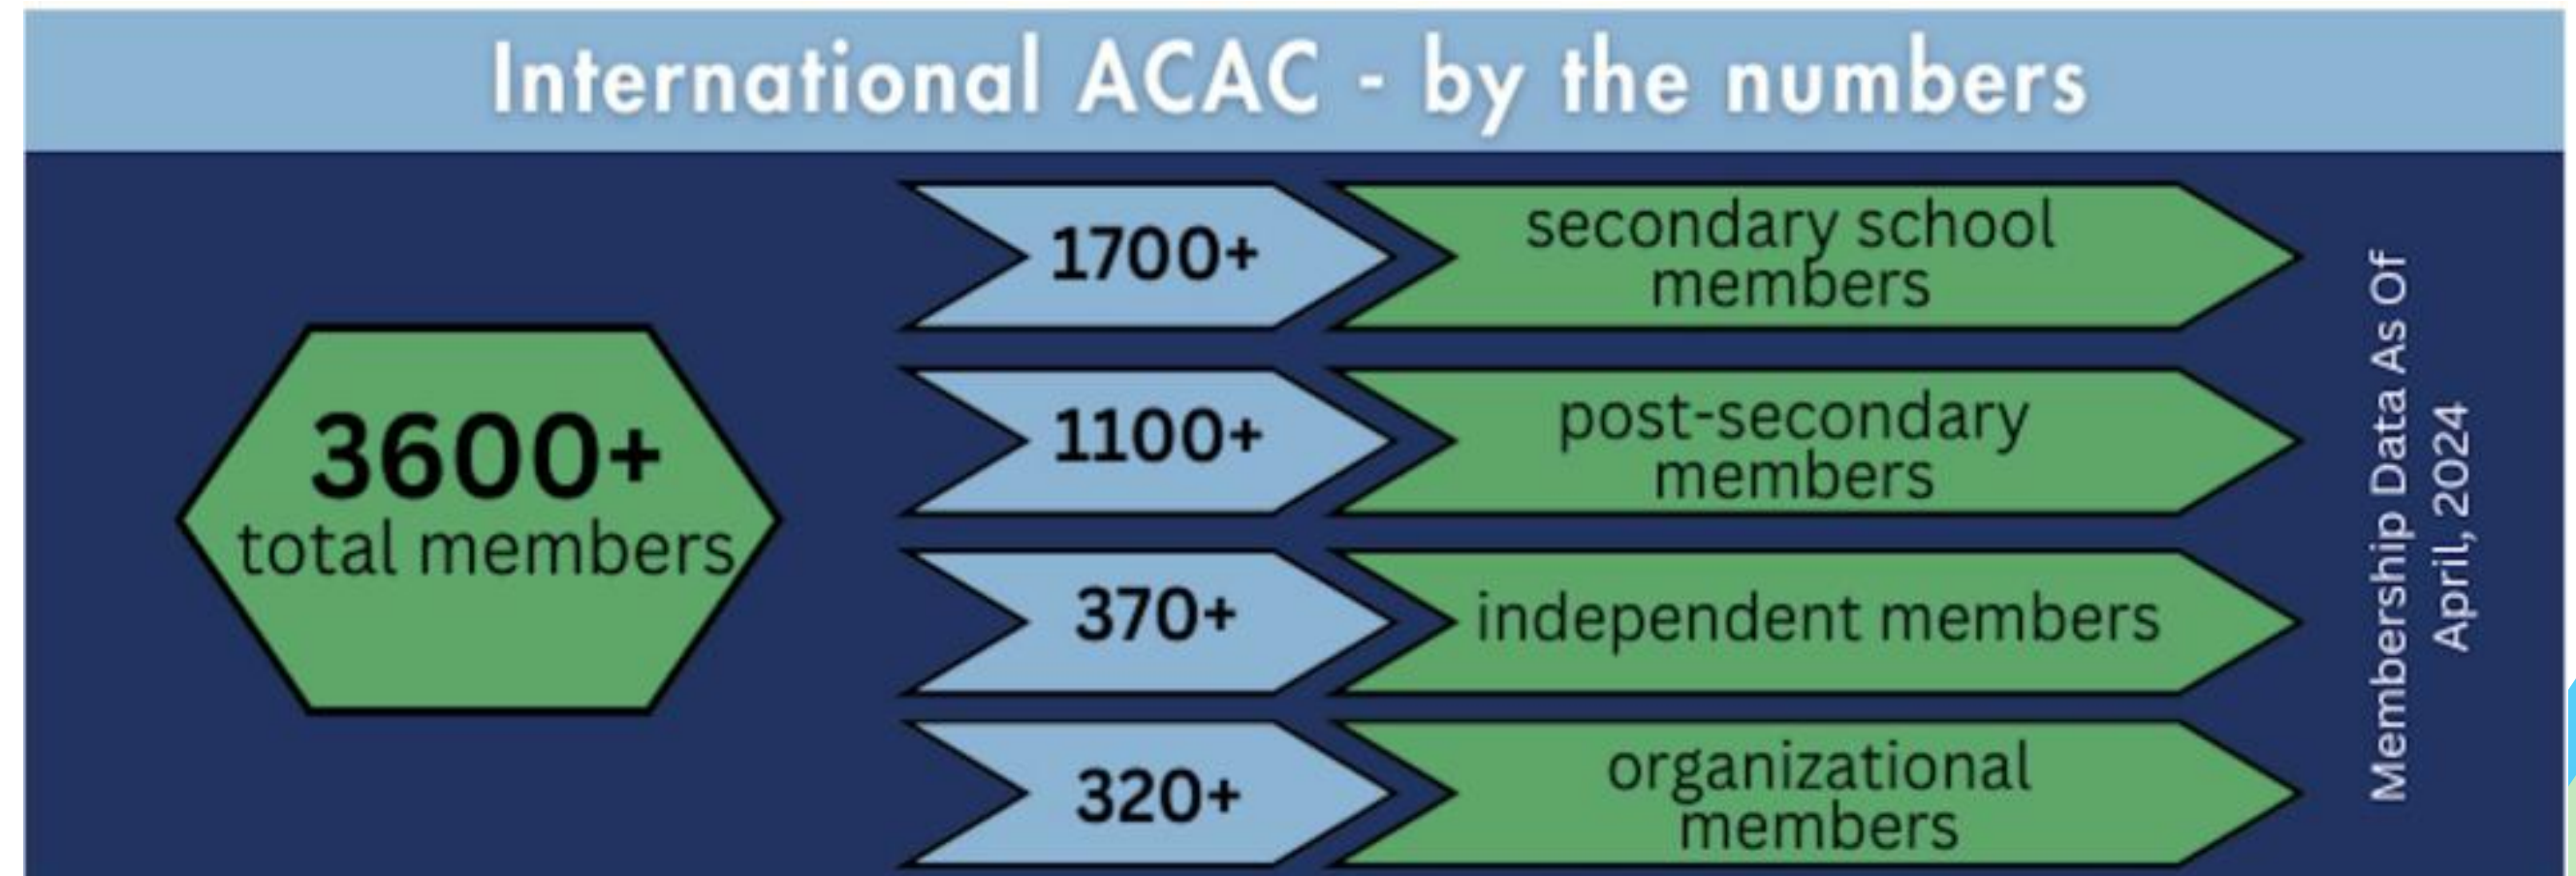 International ACAC - by the numbers
3600+
total members
1700+
secondary school
members
1100+
post-secondary
members
370+
independent members
320+
organizational
members
Membership Data As Of
April, 2024